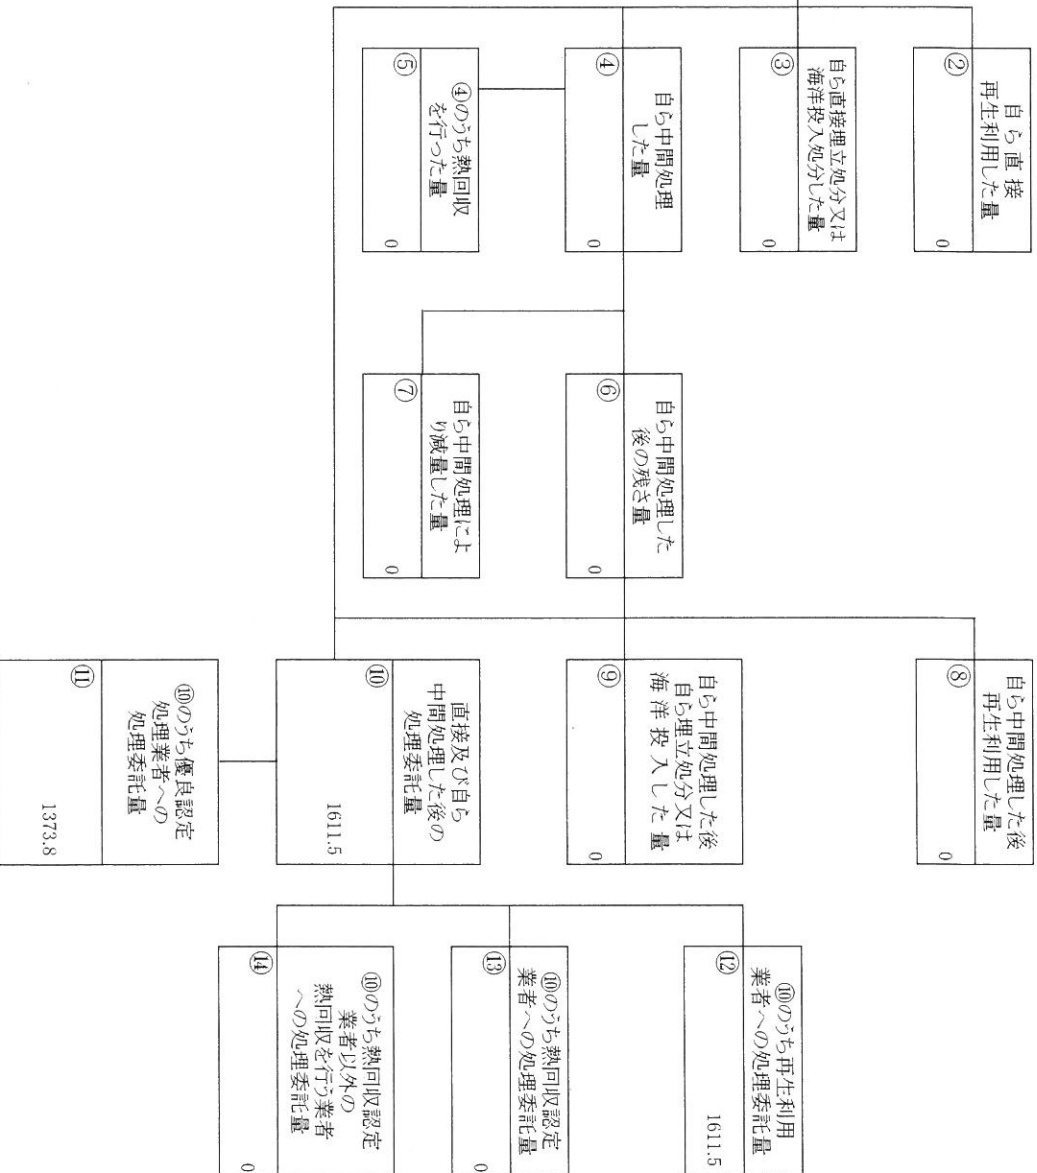 ②
自ら直接
再生利用した量
0
③
自ら直接埋立処分又は
海洋投入処分した量
0
④
自ら中間処理
した量
0
⑤
④のうち熱回収
を行った量
0
⑥
自ら中間処理した
後の残さ量
0
⑦
自ら中間処理によ
り減量した量
0
⑧
自ら中間処理した後
再生利用した量
0
⑨
自ら中間処理した後
自ら埋立処分又は
海洋投入した量
0
⑩
直接及び自ら
中間処理した後の
処理委託量
1611.5
⑪
⑩のうち優良認定
処理業者への
処理委託量
1373.8
⑫
⑩のうち再生利用
業者への処理委託量
1611.5
⑬
⑩のうち熱回収認定
業者への処理委託量
0
⑭
⑩のうち熱回収認定
業者以外の
熱回収を行う業者
への処理委託量
0